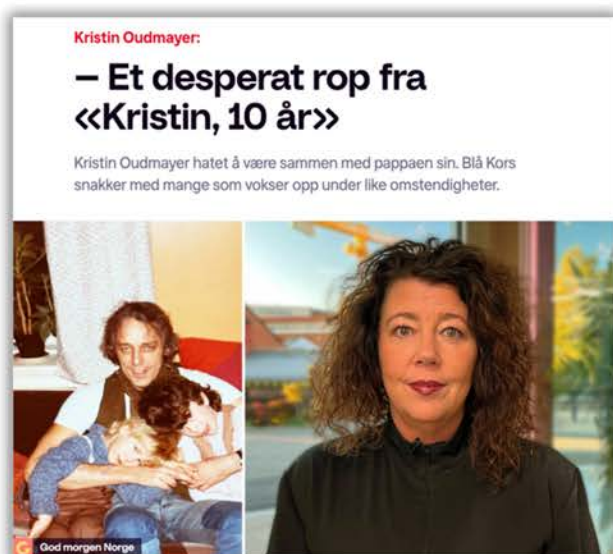 Kristin Oudmayer:
– Et desperat rop fra
«Kristin, 10 år»
Kristin Oudmayer hatet å være sammen med pappaen sin. Blå Kors
snakker med mange som vokser opp under like omstendigheter.
God morgen Norge